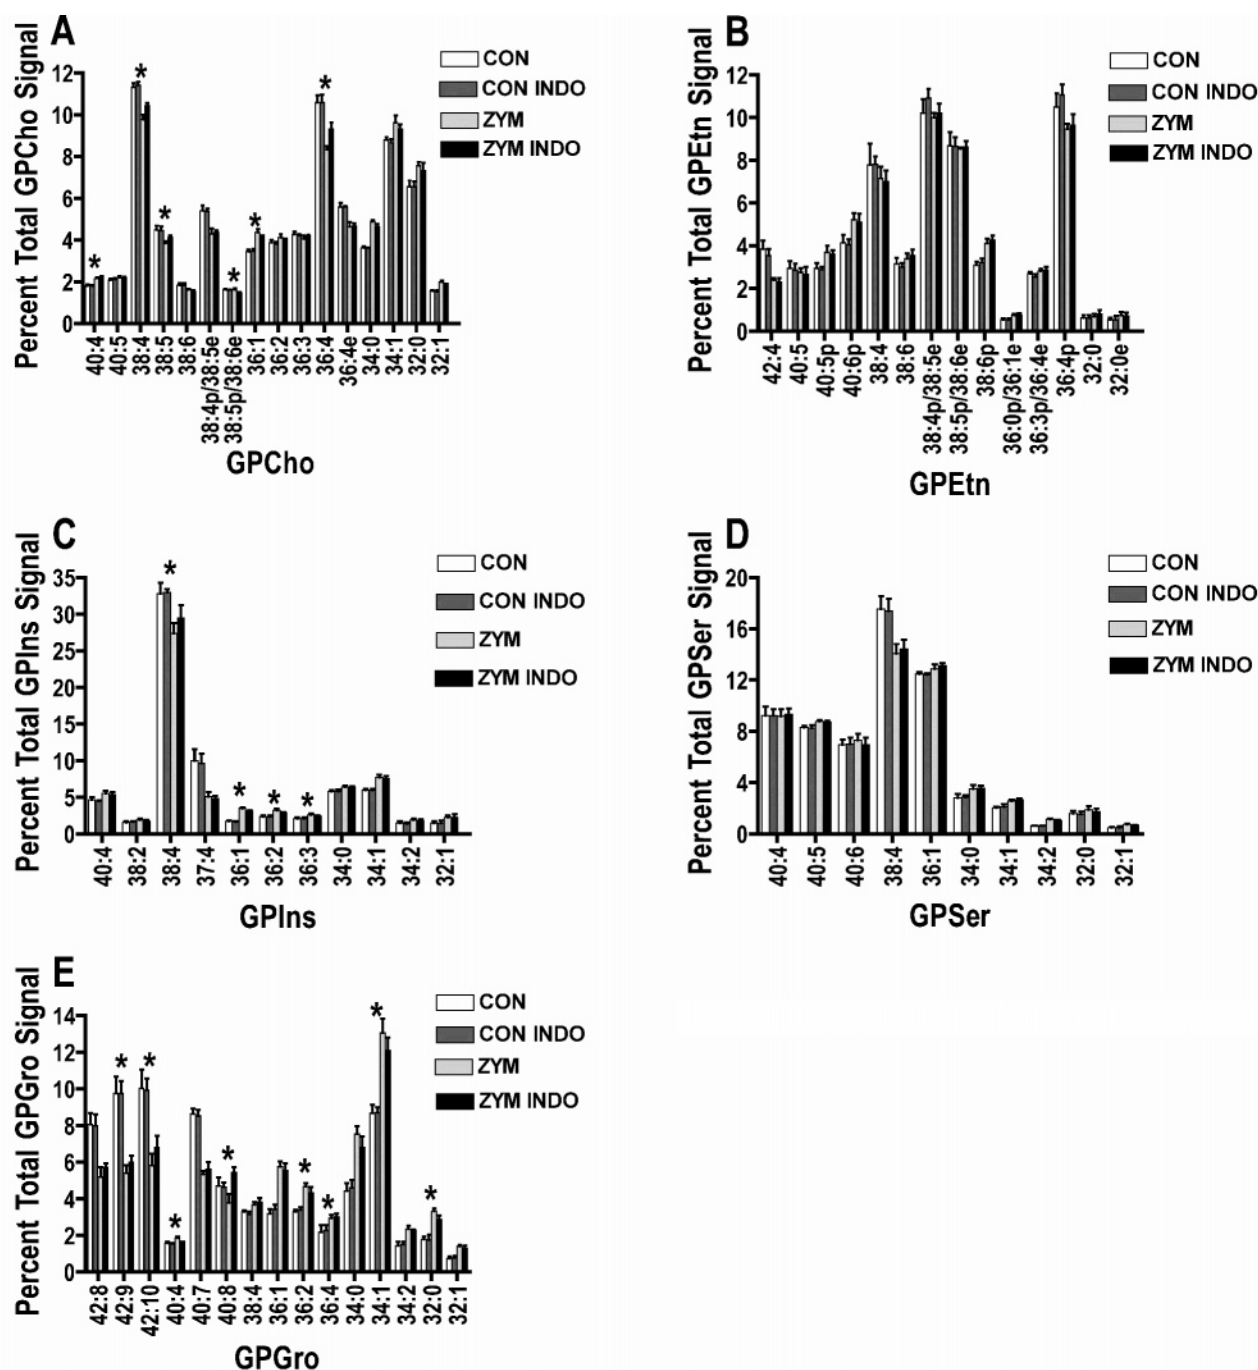 A
Percent Total GPCho Signal
CON
CON INDO
ZYM
ZYM INDO
12
10
8
6
4
2
0
* * * * * *
40:4 40:5 38:4 38:5 38:6 38:4p/38:5e 38:5p/38:6e 36:1 36:2 36:3 36:4 36:4e 34:0 34:1 32:0 32:1
GPCho
B
Percent Total GPEtn Signal
CON
CON INDO
ZYM
ZYM INDO
12
10
8
6
4
2
0
42:4 40:5 40:5p 40:6p 38:4 38:6 38:4p/38:5e 38:5p/38:6e 38:6p 36:0p/36:1e 36:3p/36:4e 36:4p 32:0 32:0e
GPEtn
C
Percent Total GPIns Signal
CON
CON INDO
ZYM
ZYM INDO
35
30
25
20
15
10
5
0
* * * *
40:4 38:2 38:4 37:4 36:1 36:2 36:3 34:0 34:1 34:2 32:1
GPIns
D
Percent Total GPSer Signal
CON
CON INDO
ZYM
ZYM INDO
20
16
12
8
4
0
40:4 40:5 40:6 38:4 36:1 34:0 34:1 34:2 32:0 32:1
GPSer
E
Percent Total GPGro Signal
CON
CON INDO
ZYM
ZYM INDO
14
12
10
8
6
4
2
0
* * * * * * * *
42:8 42:9 42:10 40:4 40:7 40:8 38:4 36:1 36:2 36:4 34:0 34:1 34:2 32:0 32:1
GPGro